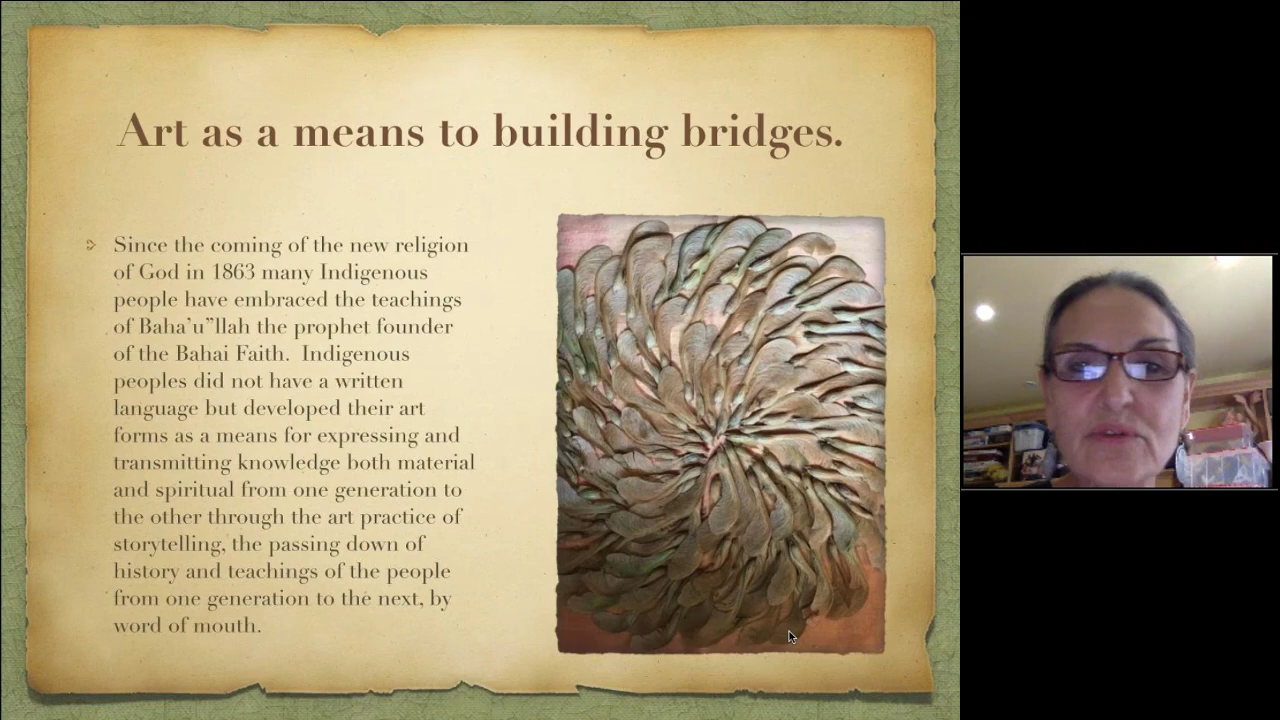 Art as a means to building bridges.
Since the coming of the new religion
of God in 1863 many Indigenous
people have embraced the teachings
of Baha’u”llah the prophet founder
of the Bahai Faith.  Indigenous
peoples did not have a written
language but developed their art
forms as a means for expressing and
transmitting knowledge both material
and spiritual from one generation to
the other through the art practice of
storytelling, the passing down of
history and teachings of the people
from one generation to the next, by
word of mouth.